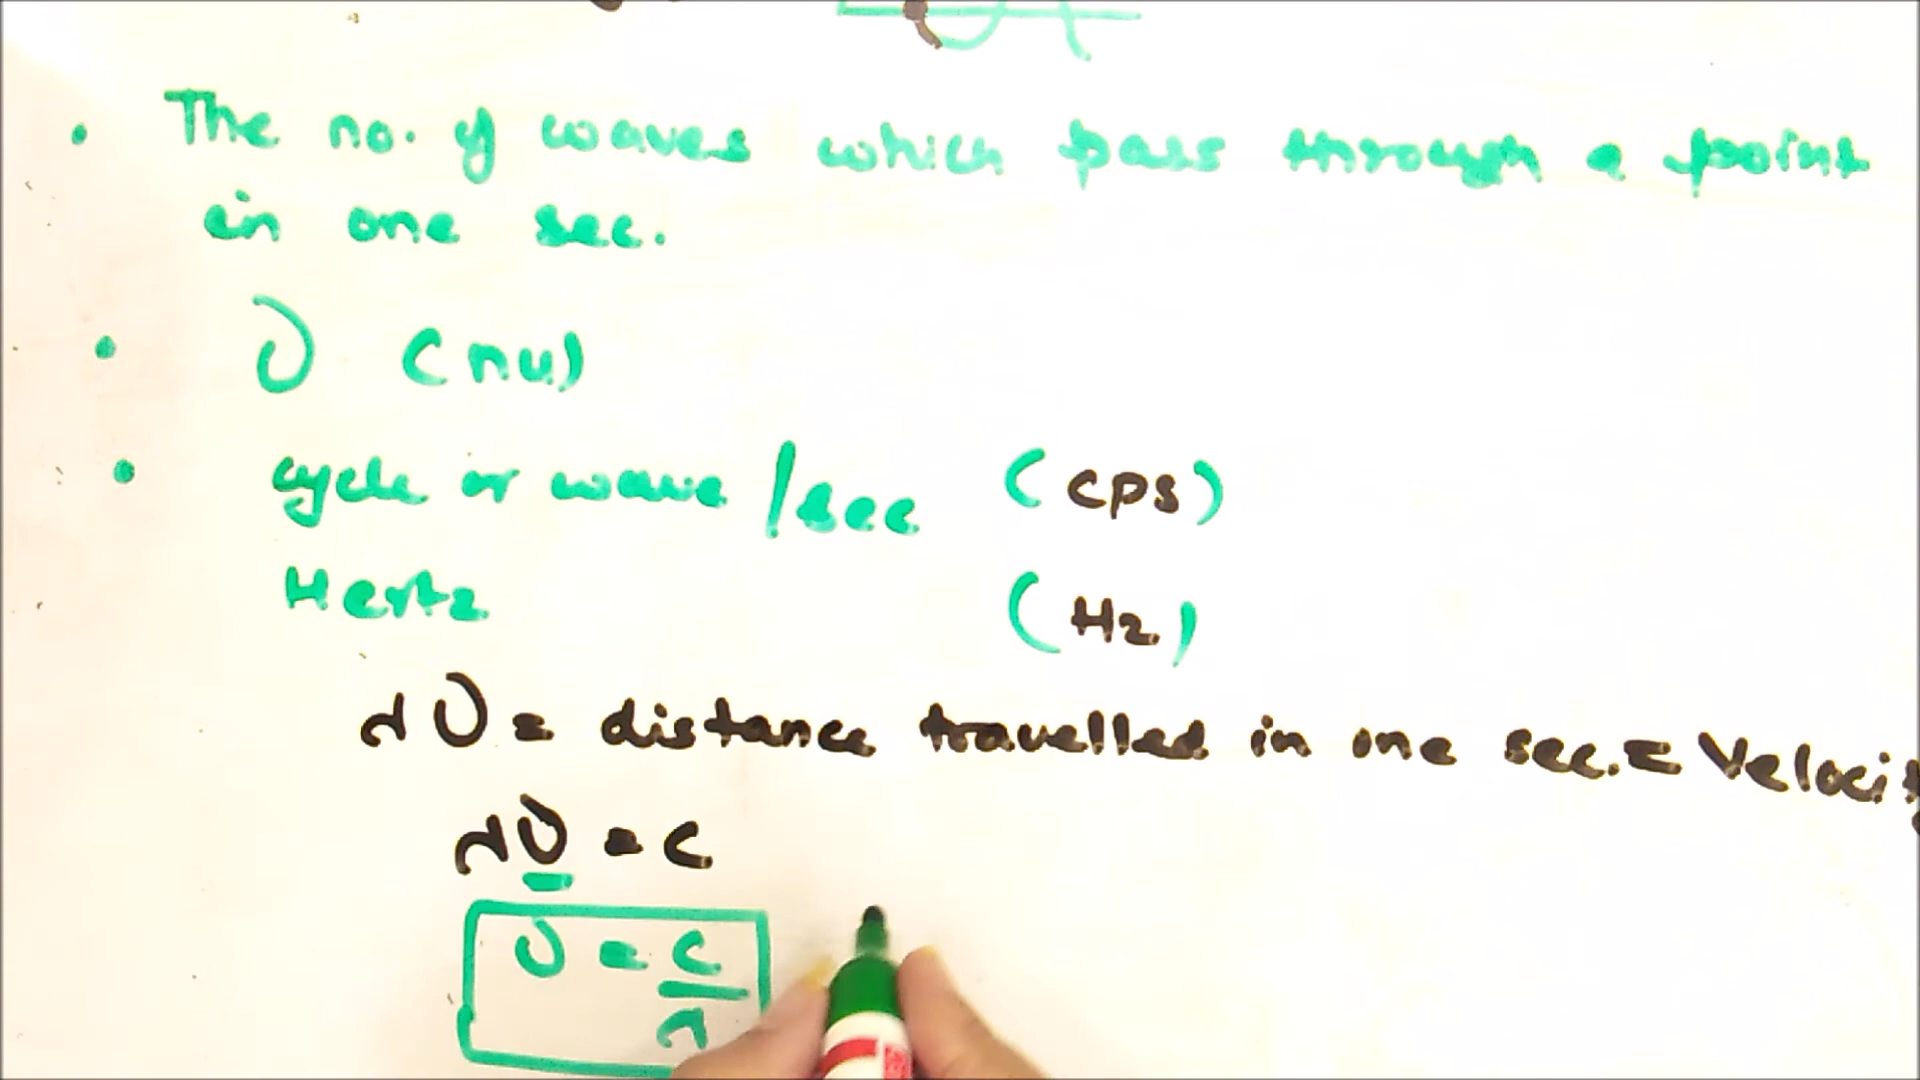 • The no. of waves which pass through a point
in one sec.
• ν (nu)
• cycle or wave /sec (CPS)
Hertz (Hz)
λν = distance travelled in one sec. = Velocity
λν = c
ν = c/λ